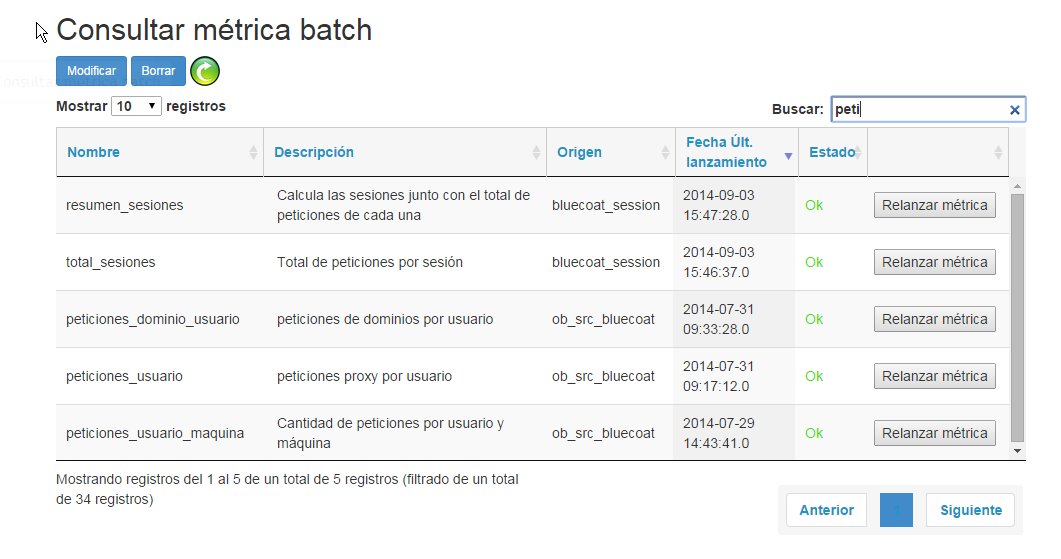 Consultar métrica batch
Modificar Borrar
Mostrar 10 registros
Buscar: peti
Nombre Descripción Origen Fecha Últ. lanzamiento Estado
resumen_sesiones Calcula las sesiones junto con el total de peticiones de cada una bluecoat_session 2014-09-03 15:47:28.0 Ok Relanzar métrica
total_sesiones Total de peticiones por sesión bluecoat_session 2014-09-03 15:46:37.0 Ok Relanzar métrica
peticiones_dominio_usuario peticiones de dominios por usuario ob_src_bluecoat 2014-07-31 09:33:28.0 Ok Relanzar métrica
peticiones_usuario peticiones proxy por usuario ob_src_bluecoat 2014-07-31 09:17:12.0 Ok Relanzar métrica
peticiones_usuario_maquina Cantidad de peticiones por usuario y máquina ob_src_bluecoat 2014-07-29 14:43:41.0 Ok Relanzar métrica
Mostrando registros del 1 al 5 de un total de 5 registros (filtrado de un total
de 34 registros)
Anterior Siguiente